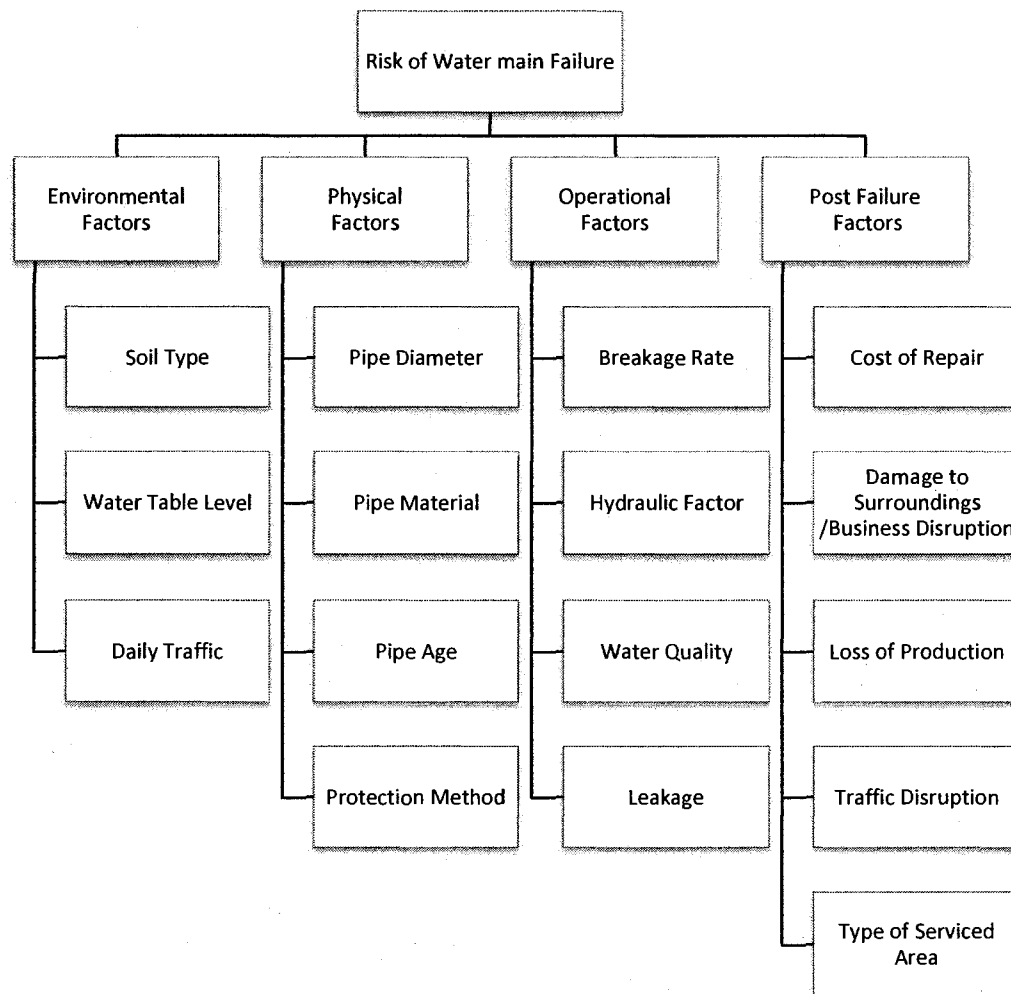 Risk of Water main Failure
Environmental
Factors
Physical
Factors
Operational
Factors
Post Failure
Factors
Soil Type
Pipe Diameter
Breakage Rate
Cost of Repair
Water Table Level
Pipe Material
Hydraulic Factor
Damage to
Surroundings
/Business Disruption
Daily Traffic
Pipe Age
Water Quality
Loss of Production
Protection Method
Leakage
Traffic Disruption
Type of Serviced
Area